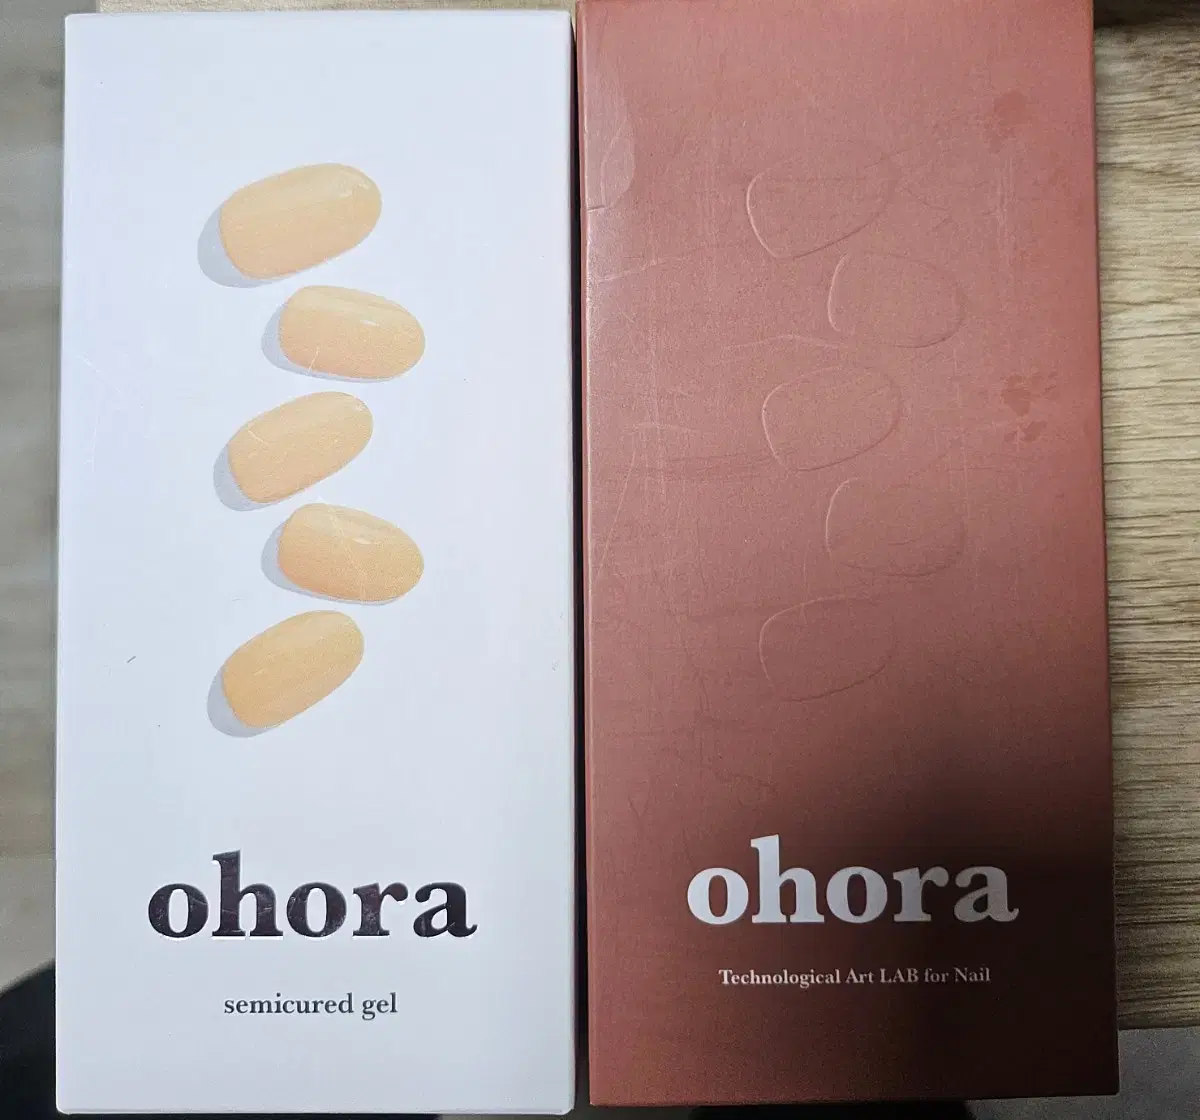 ohora
semicured gel
ohora
Technological Art LAB for Nail